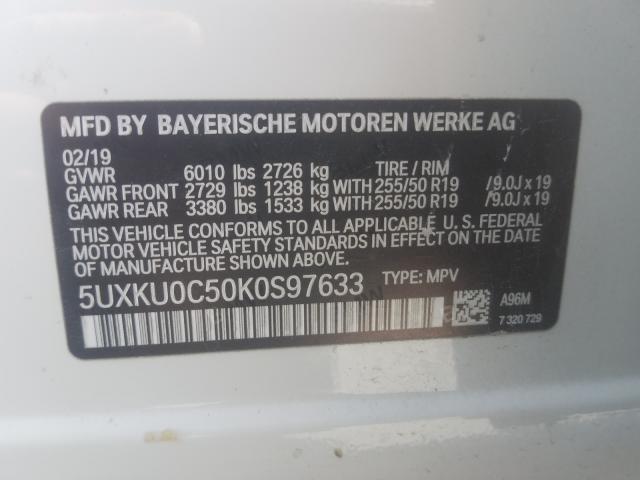 MFD BY BAYERISCHE MOTOREN WERKE AG
02/19
GVWR 6010 lbs 2726 kg TIRE / RIM
GAWR FRONT 2729 lbs 1238 kg WITH 255/50 R19 /9.0J x 19
GAWR REAR 3380 lbs 1533 kg WITH 255/50 R19 /9.0J x 19
THIS VEHICLE CONFORMS TO ALL APPLICABLE U. S. FEDERAL
MOTOR VEHICLE SAFETY STANDARDS IN EFFECT ON THE
DATE OF MANUFACTURE SHOWN ABOVE.
5UXKU0C50K0S97633 TYPE: MPV
A96M
7 320 729